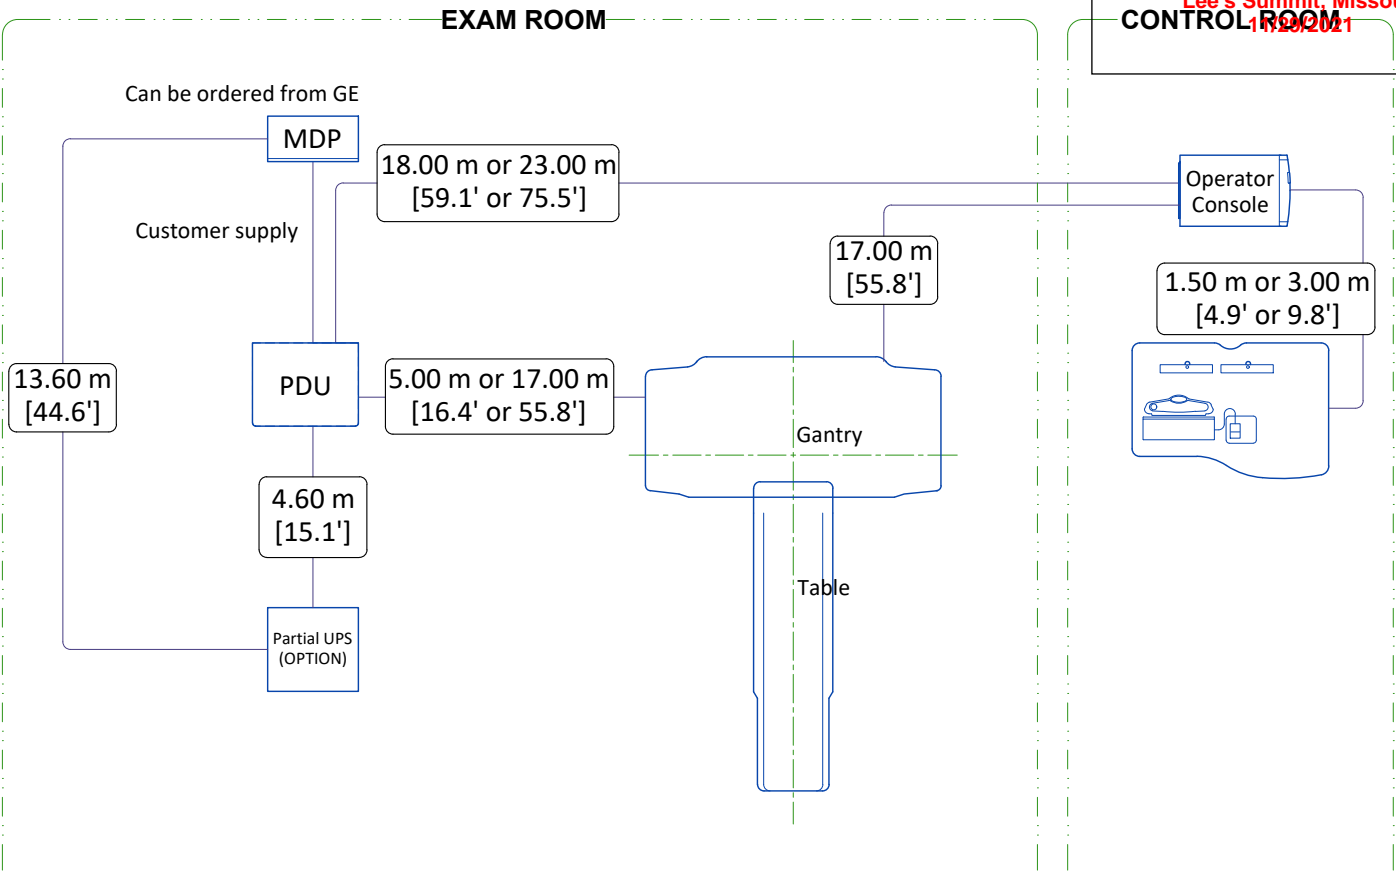 Lee's Summit, Missou
EXAM ROOM
CONTROL ROOM
11/29/2021
Can be ordered from GE
MDP
18.00 m or 23.00 m
[59.1' or 75.5']
Operator
Console
Customer supply
17.00 m
[55.8']
1.50 m or 3.00 m
[4.9' or 9.8']
13.60 m
[44.6']
PDU
5.00 m or 17.00 m
[16.4' or 55.8']
Gantry
4.60 m
[15.1']
Table
Partial UPS
(OPTION)